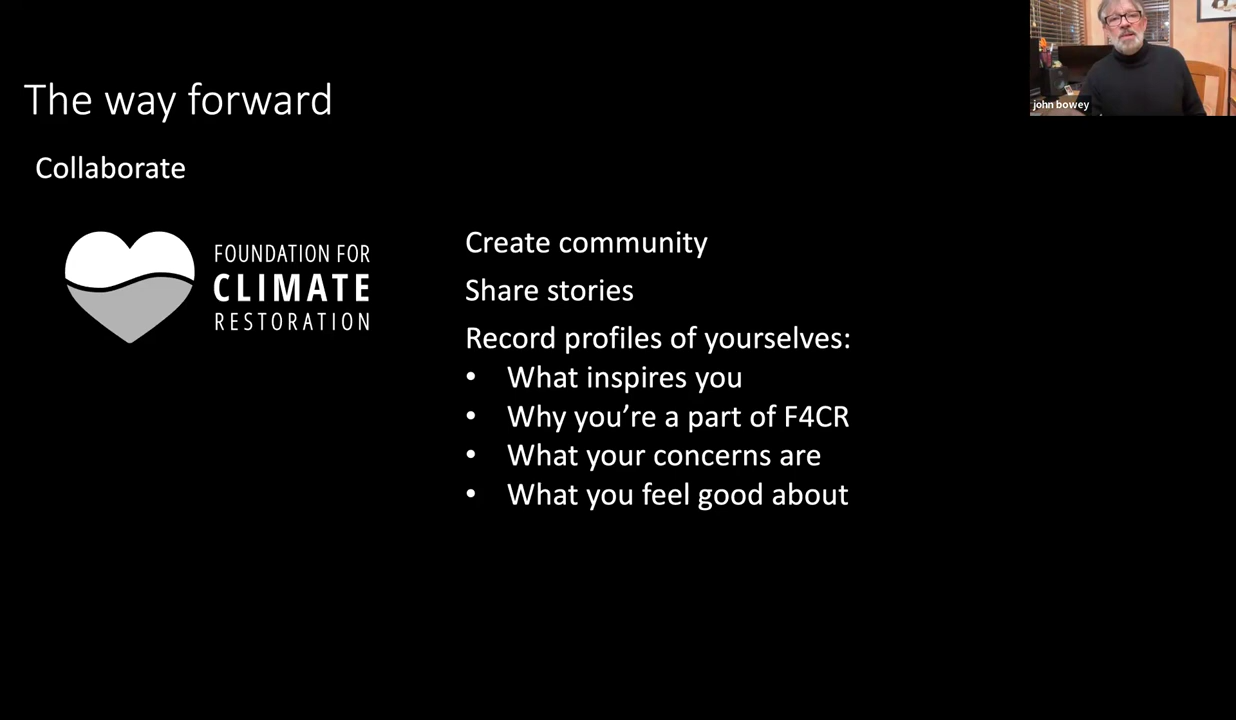 The way forward
Collaborate
FOUNDATION FOR
CLIMATE
RESTORATION
Create community
Share stories
Record profiles of yourselves:
• What inspires you
• Why you’re a part of F4CR
• What your concerns are
• What you feel good about
john bowey